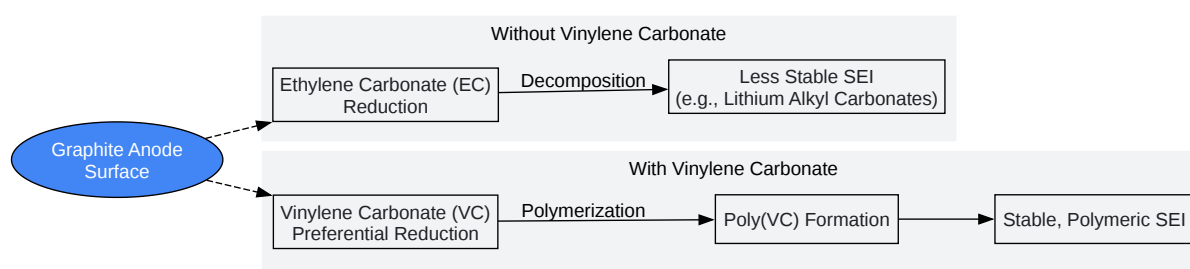 Without Vinylene Carbonate
Ethylene Carbonate (EC)
Reduction
Decomposition
Less Stable SEI
(e.g., Lithium Alkyl Carbonates)
Graphite Anode
Surface
With Vinylene Carbonate
Vinylene Carbonate (VC)
Preferential Reduction
Polymerization
Poly(VC) Formation
Stable, Polymeric SEI